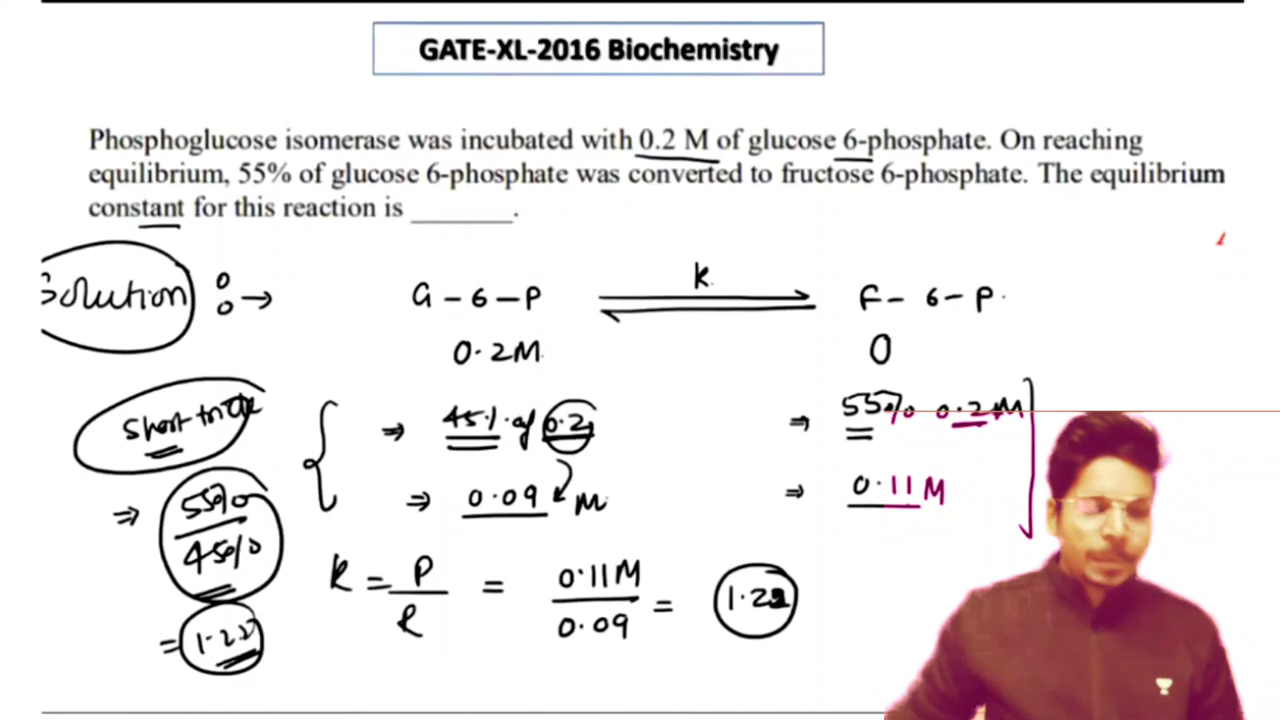 GATE-XL-2016 Biochemistry
Phosphoglucose isomerase was incubated with 0.2 M of glucose 6-phosphate. On reaching
equilibrium, 55% of glucose 6-phosphate was converted to fructose 6-phosphate. The equilibrium
constant for this reaction is ________.
Solution
G-6-P
K
F-6-P
0.2M
0
Short trick
⇒ 45% of 0.2
⇒ 55% 0.2M
⇒ 55%
45%
⇒ 0.09 M
⇒ 0.11 M
K = P
R
= 0.11M
0.09
= 1.22
= 1.22